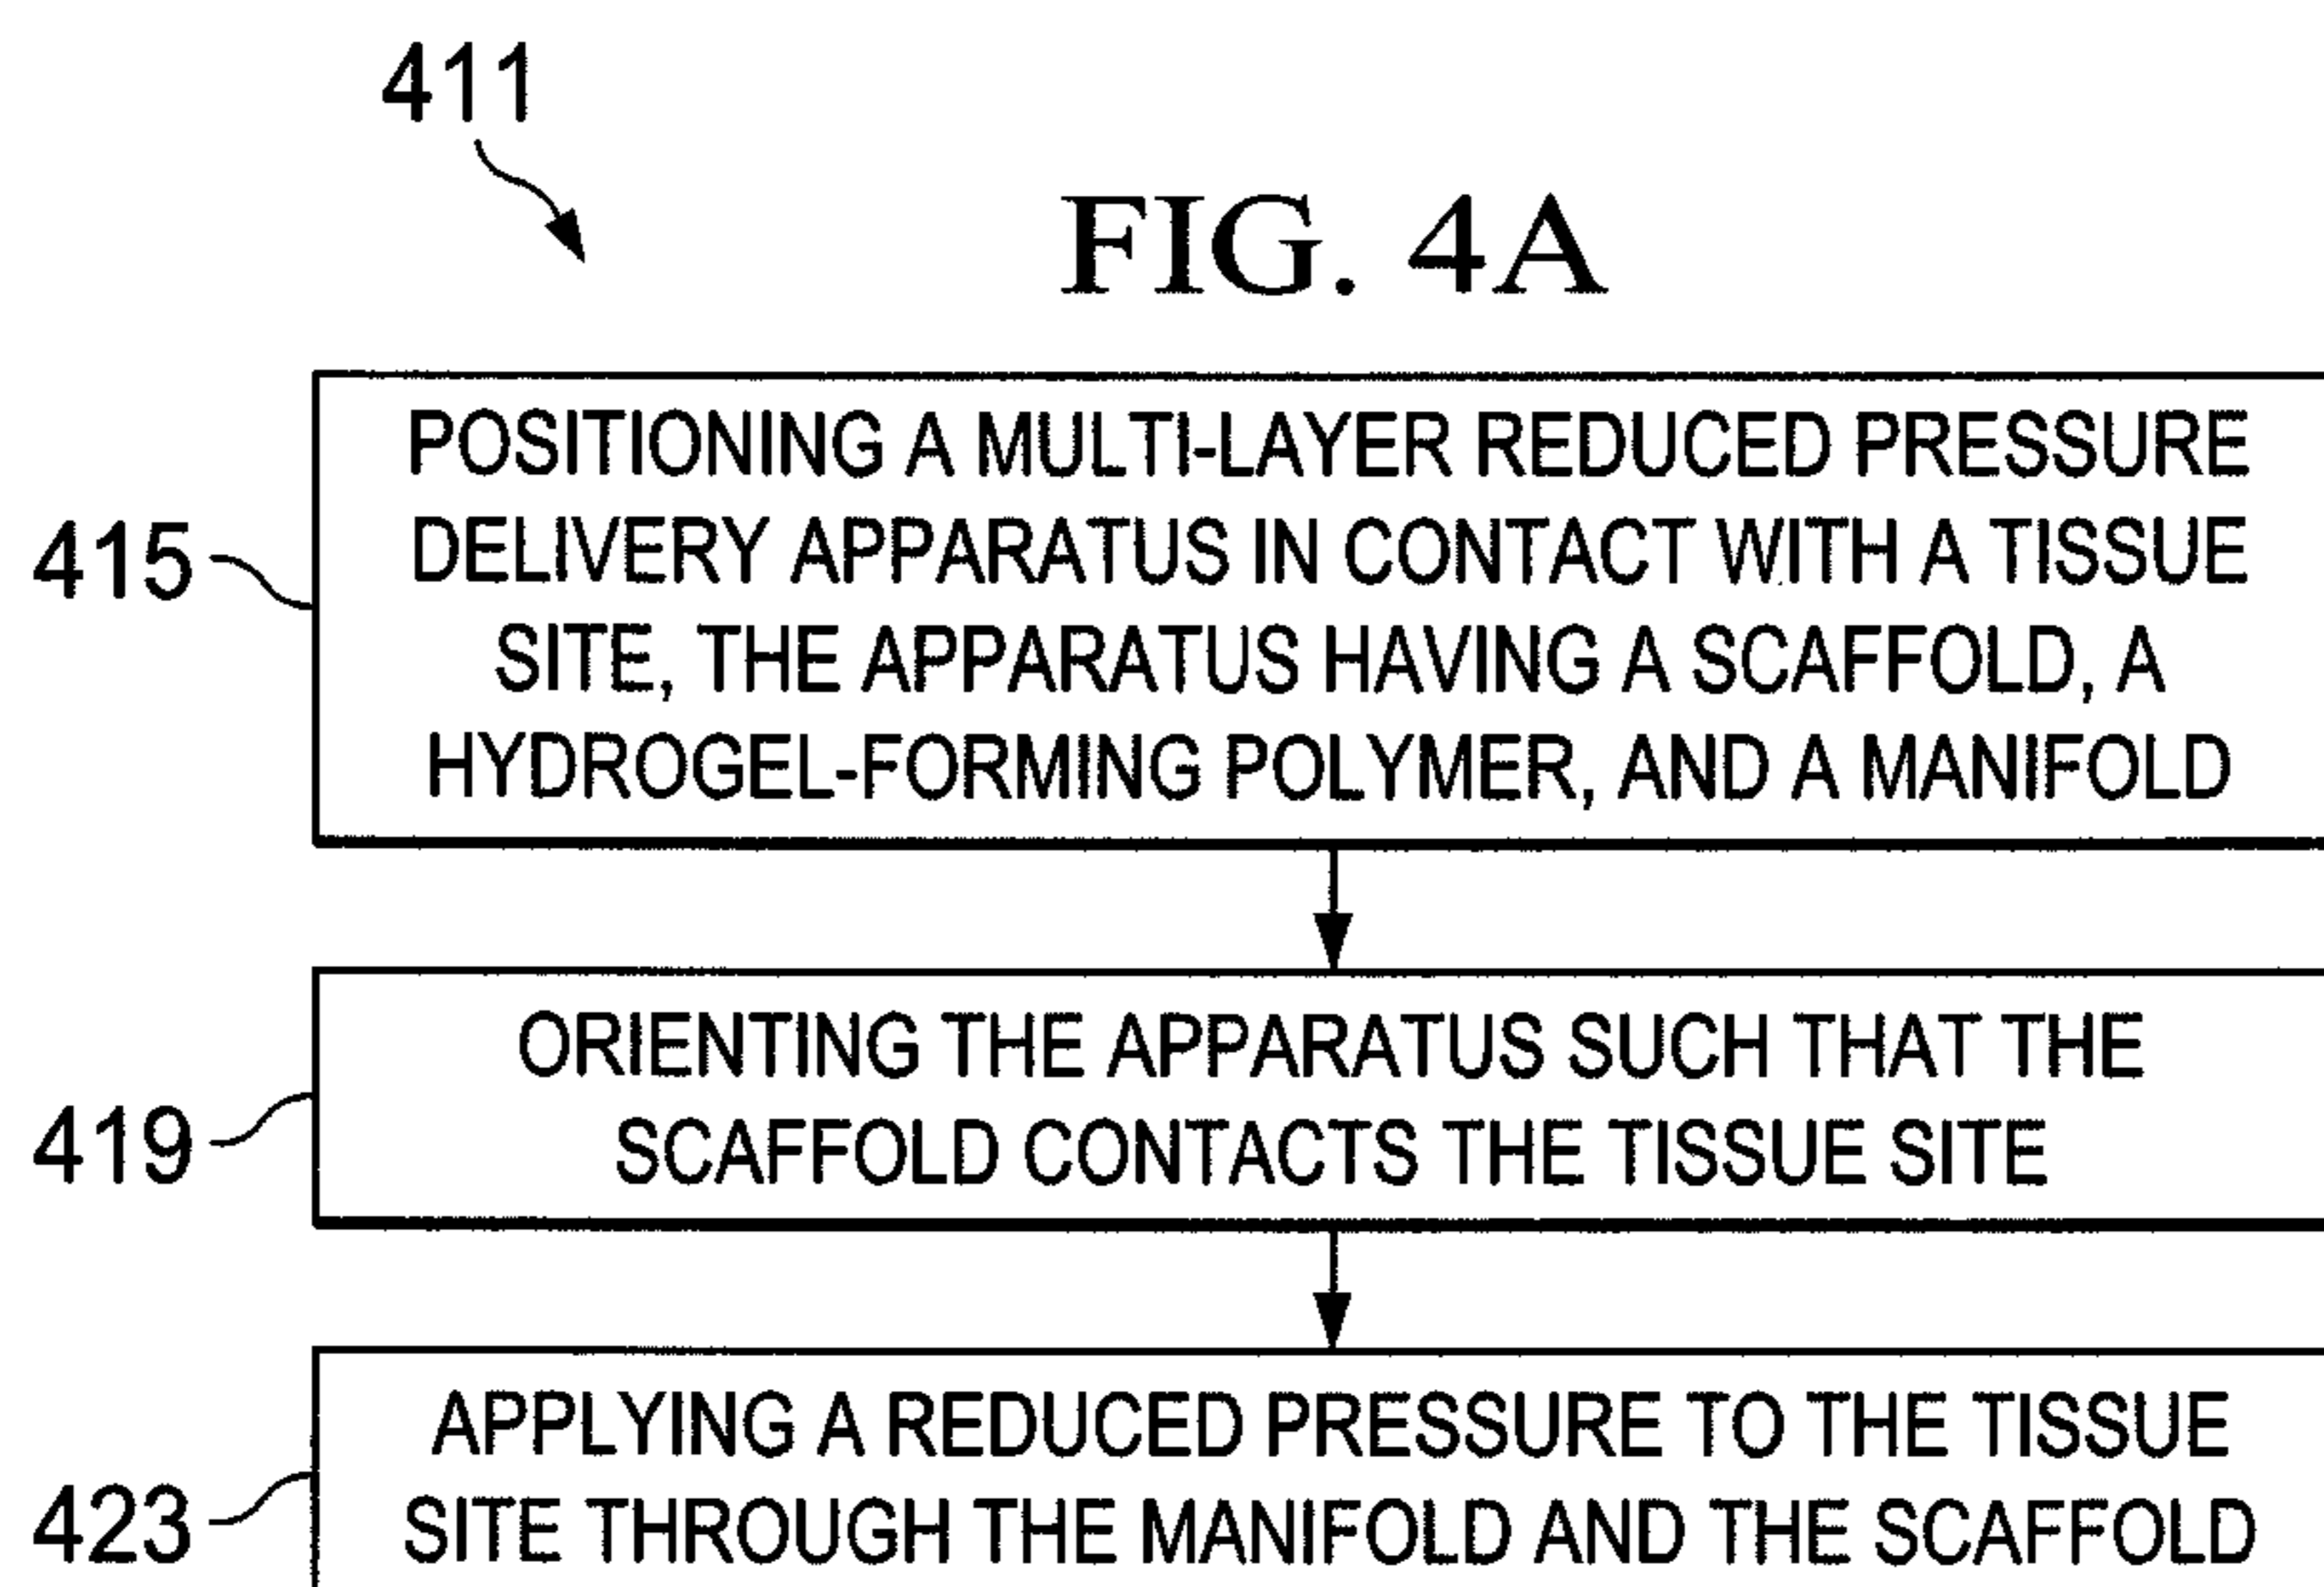 411
FIG. 4A
POSITIONING A MULTI-LAYER REDUCED PRESSURE
DELIVERY APPARATUS IN CONTACT WITH A TISSUE
SITE, THE APPARATUS HAVING A SCAFFOLD, A
HYDROGEL-FORMING POLYMER, AND A MANIFOLD
415
ORIENTING THE APPARATUS SUCH THAT THE
SCAFFOLD CONTACTS THE TISSUE SITE
419
APPLYING A REDUCED PRESSURE TO THE TISSUE
SITE THROUGH THE MANIFOLD AND THE SCAFFOLD
423